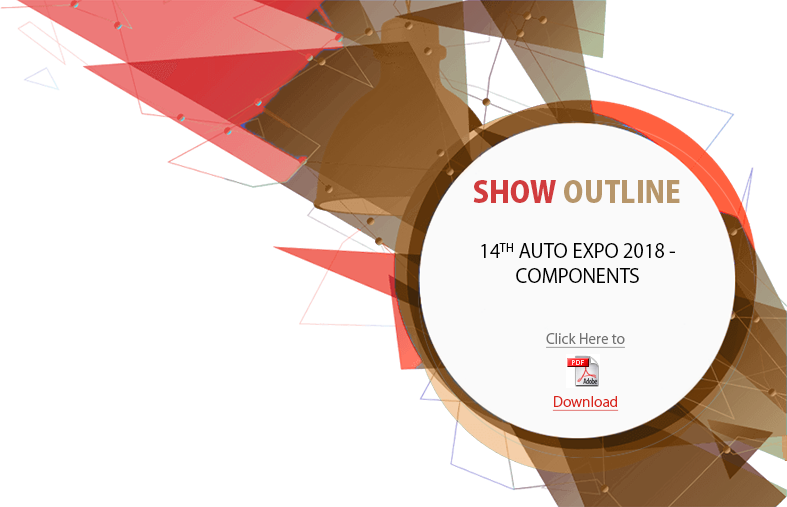 SHOW OUTLINE
14TH AUTO EXPO 2018 -
COMPONENTS
Click Here to
PDF
Adobe
Download